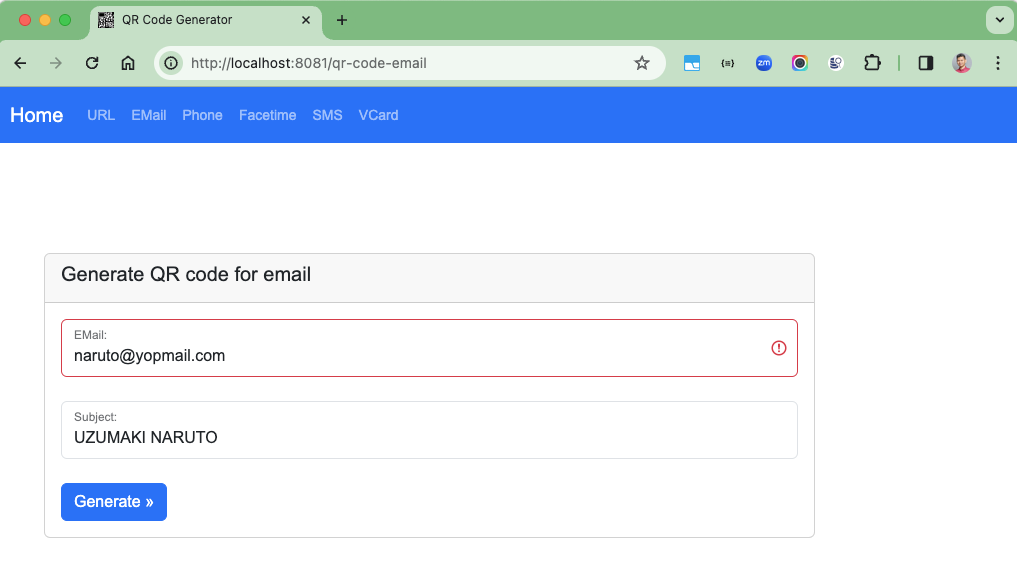 QR Code Generator
http://localhost:8081/qr-code-email
zm
Home URL EMail Phone Facetime SMS VCard
Generate QR code for email
EMail:
naruto@yopmail.com
Subject:
UZUMAKI NARUTO
Generate »